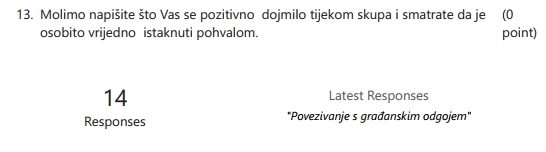 13. Molimo napišite što Vas se pozitivno dojmilo tijekom skupa i smatrate da je (0
osobito vrijedno istaknuti pohvalom. point)
14
Responses
Latest Responses
"Povezivanje s građanskim odgojem"